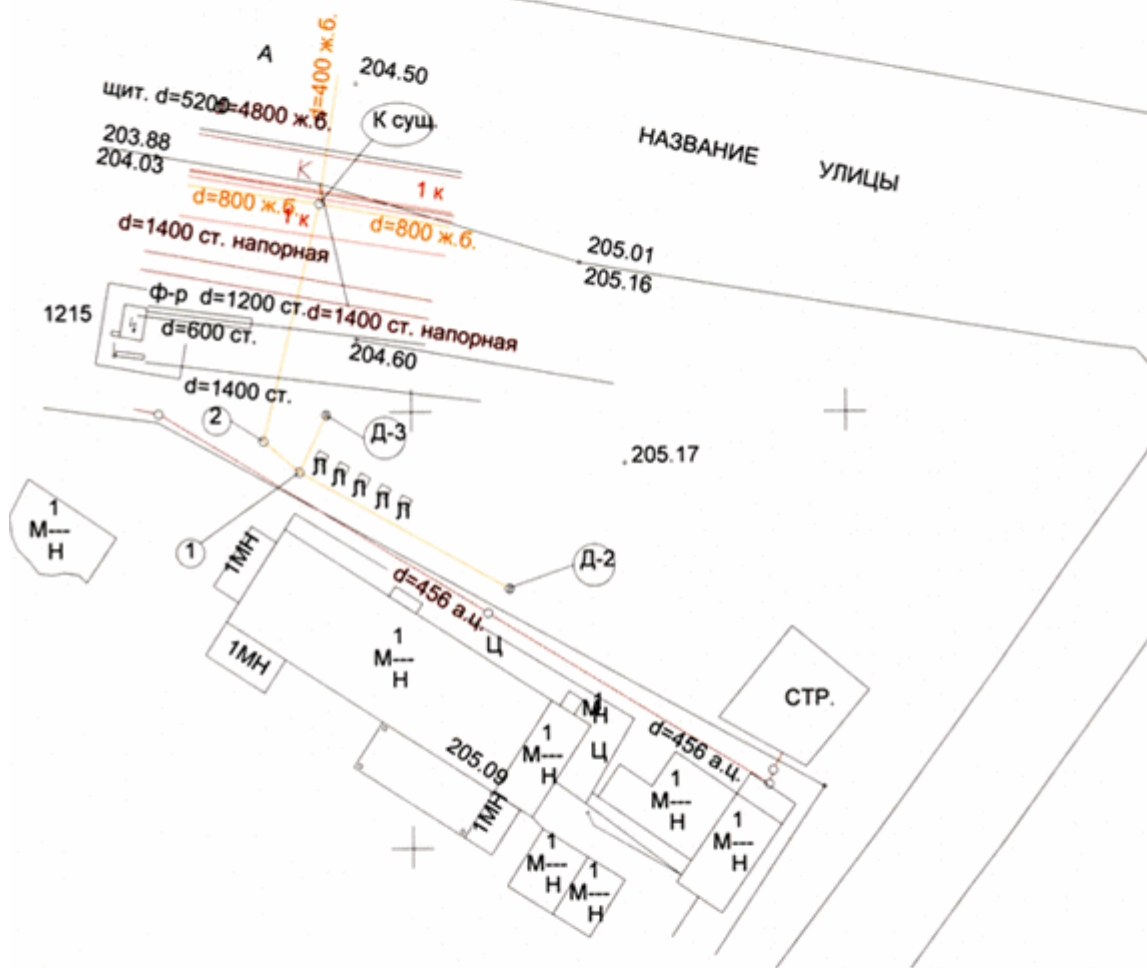 d=400 ж.б.
А
204.50
щит. d=5200
d=4800 ж.б.
К сущ.
203.88
204.03
НАЗВАНИЕ УЛИЦЫ
К
1 к
d=800 ж.б.
1 к
d=800 ж.б.
d=1400 ст. напорная
205.01
205.16
ф-р d=1200 ст.
d=1400 ст. напорная
1215
d=600 ст.
204.60
d=1400 ст.
2
Д-3
205.17
Л Л Л Л Л
1
М---
Н
1
1МН
Д-2
d=456 а.ц.
Ц
1
М---
Н
1МН
СТР.
1
МН
Ц
1
М---
Н
d=456 а.ц.
205.09
1МН
1
М---
Н
1
М---
Н
1
М---
Н
1
М---
Н